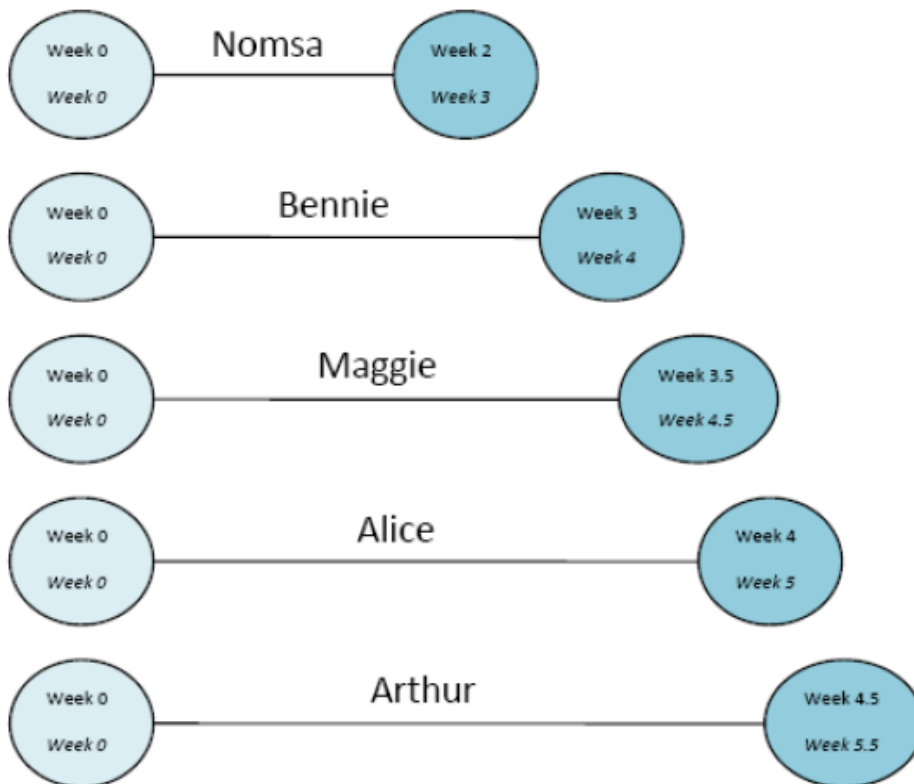 Nomsa
Week 0
Week 2
Week 0
Week 3
Bennie
Week 0
Week 3
Week 0
Week 4
Maggie
Week 0
Week 3.5
Week 0
Week 4.5
Alice
Week 0
Week 4
Week 0
Week 5
Arthur
Week 0
Week 4.5
Week 0
Week 5.5